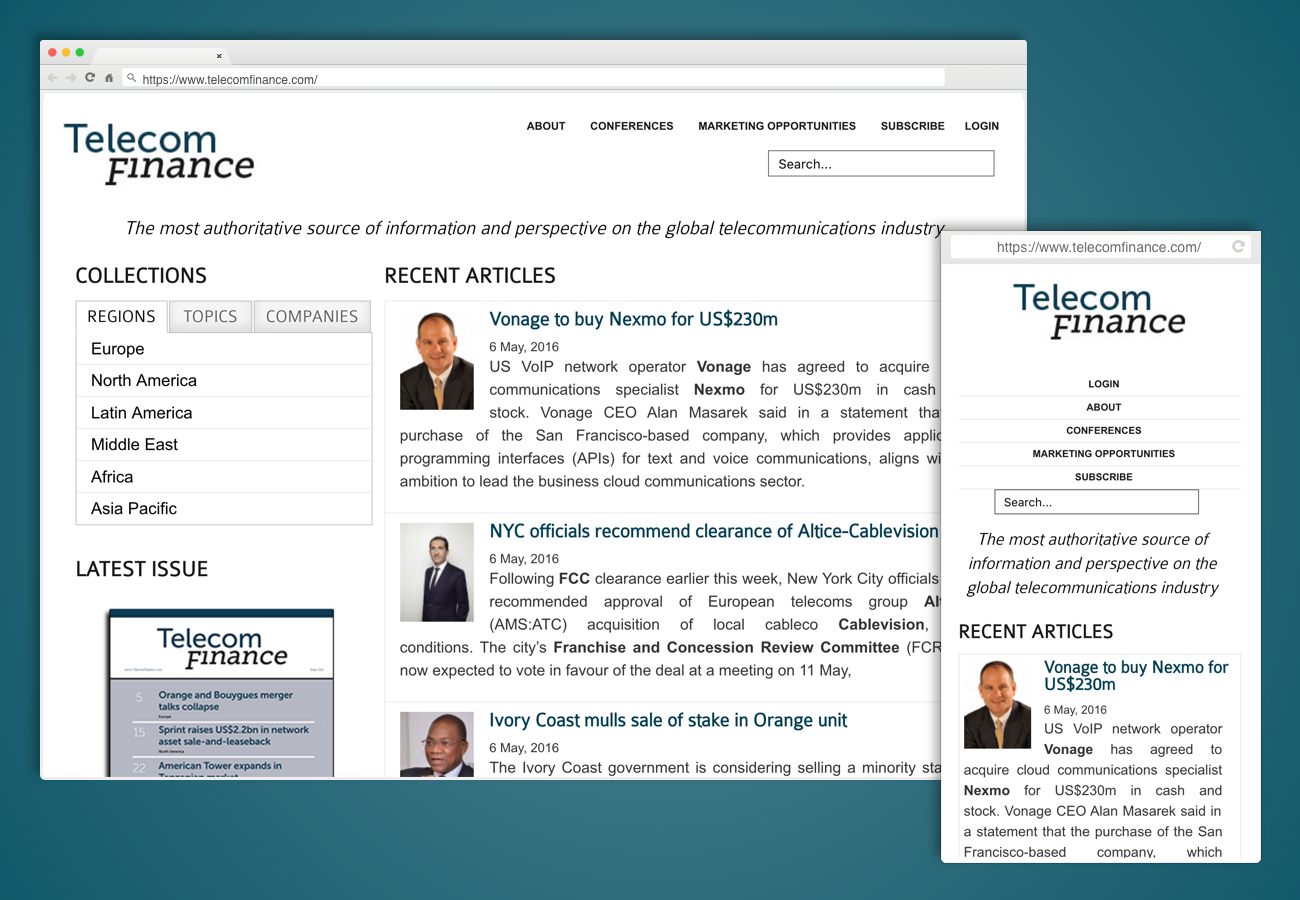 https://www.telecomfinance.com/
Telecom
Finance
ABOUT CONFERENCES MARKETING OPPORTUNITIES SUBSCRIBE LOGIN
Search...
The most authoritative source of information and perspective on the global telecommunications industry
COLLECTIONS
REGIONS TOPICS COMPANIES
Europe
North America
Latin America
Middle East
Africa
Asia Pacific
LATEST ISSUE
Telecom
Finance
5 Orange and Bouygues merger
talks collapse
Europe
15 Sprint raises US$2.2bn in network
asset sale-and-leaseback
North America
22 American Tower expands in
Tanzanian market
RECENT ARTICLES
Vonage to buy Nexmo for US$230m
6 May, 2016
US VoIP network operator Vonage has agreed to acquire
communications specialist Nexmo for US$230m in cash
stock. Vonage CEO Alan Masarek said in a statement tha
purchase of the San Francisco-based company, which provides applic
programming interfaces (APIs) for text and voice communications, aligns wi
ambition to lead the business cloud communications sector.
NYC officials recommend clearance of Altice-Cablevision
6 May, 2016
Following FCC clearance earlier this week, New York City officials
recommended approval of European telecoms group Alt
(AMS:ATC) acquisition of local cableco Cablevision,
conditions. The city's Franchise and Concession Review Committee (FCR
now expected to vote in favour of the deal at a meeting on 11 May,
Ivory Coast mulls sale of stake in Orange unit
6 May, 2016
The Ivory Coast government is considering selling a minority sta
https://www.telecomfinance.com/
Telecom
Finance
LOGIN
ABOUT
CONFERENCES
MARKETING OPPORTUNITIES
SUBSCRIBE
Search...
The most authoritative source of
information and perspective on the
global telecommunications industry
RECENT ARTICLES
Vonage to buy Nexmo for
US$230m
6 May, 2016
US VoIP network operator
Vonage has agreed to
acquire cloud communications specialist
Nexmo for US$230m in cash and
stock. Vonage CEO Alan Masarek said in
a statement that the purchase of the San
Francisco-based company, which